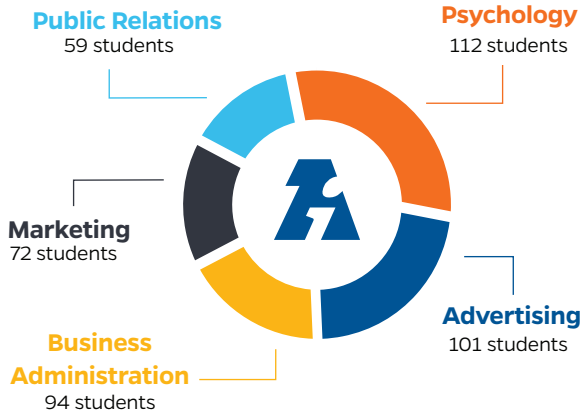 Public Relations
59 students
Psychology
112 students
Marketing
72 students
Advertising
101 students
Business
Administration
94 students